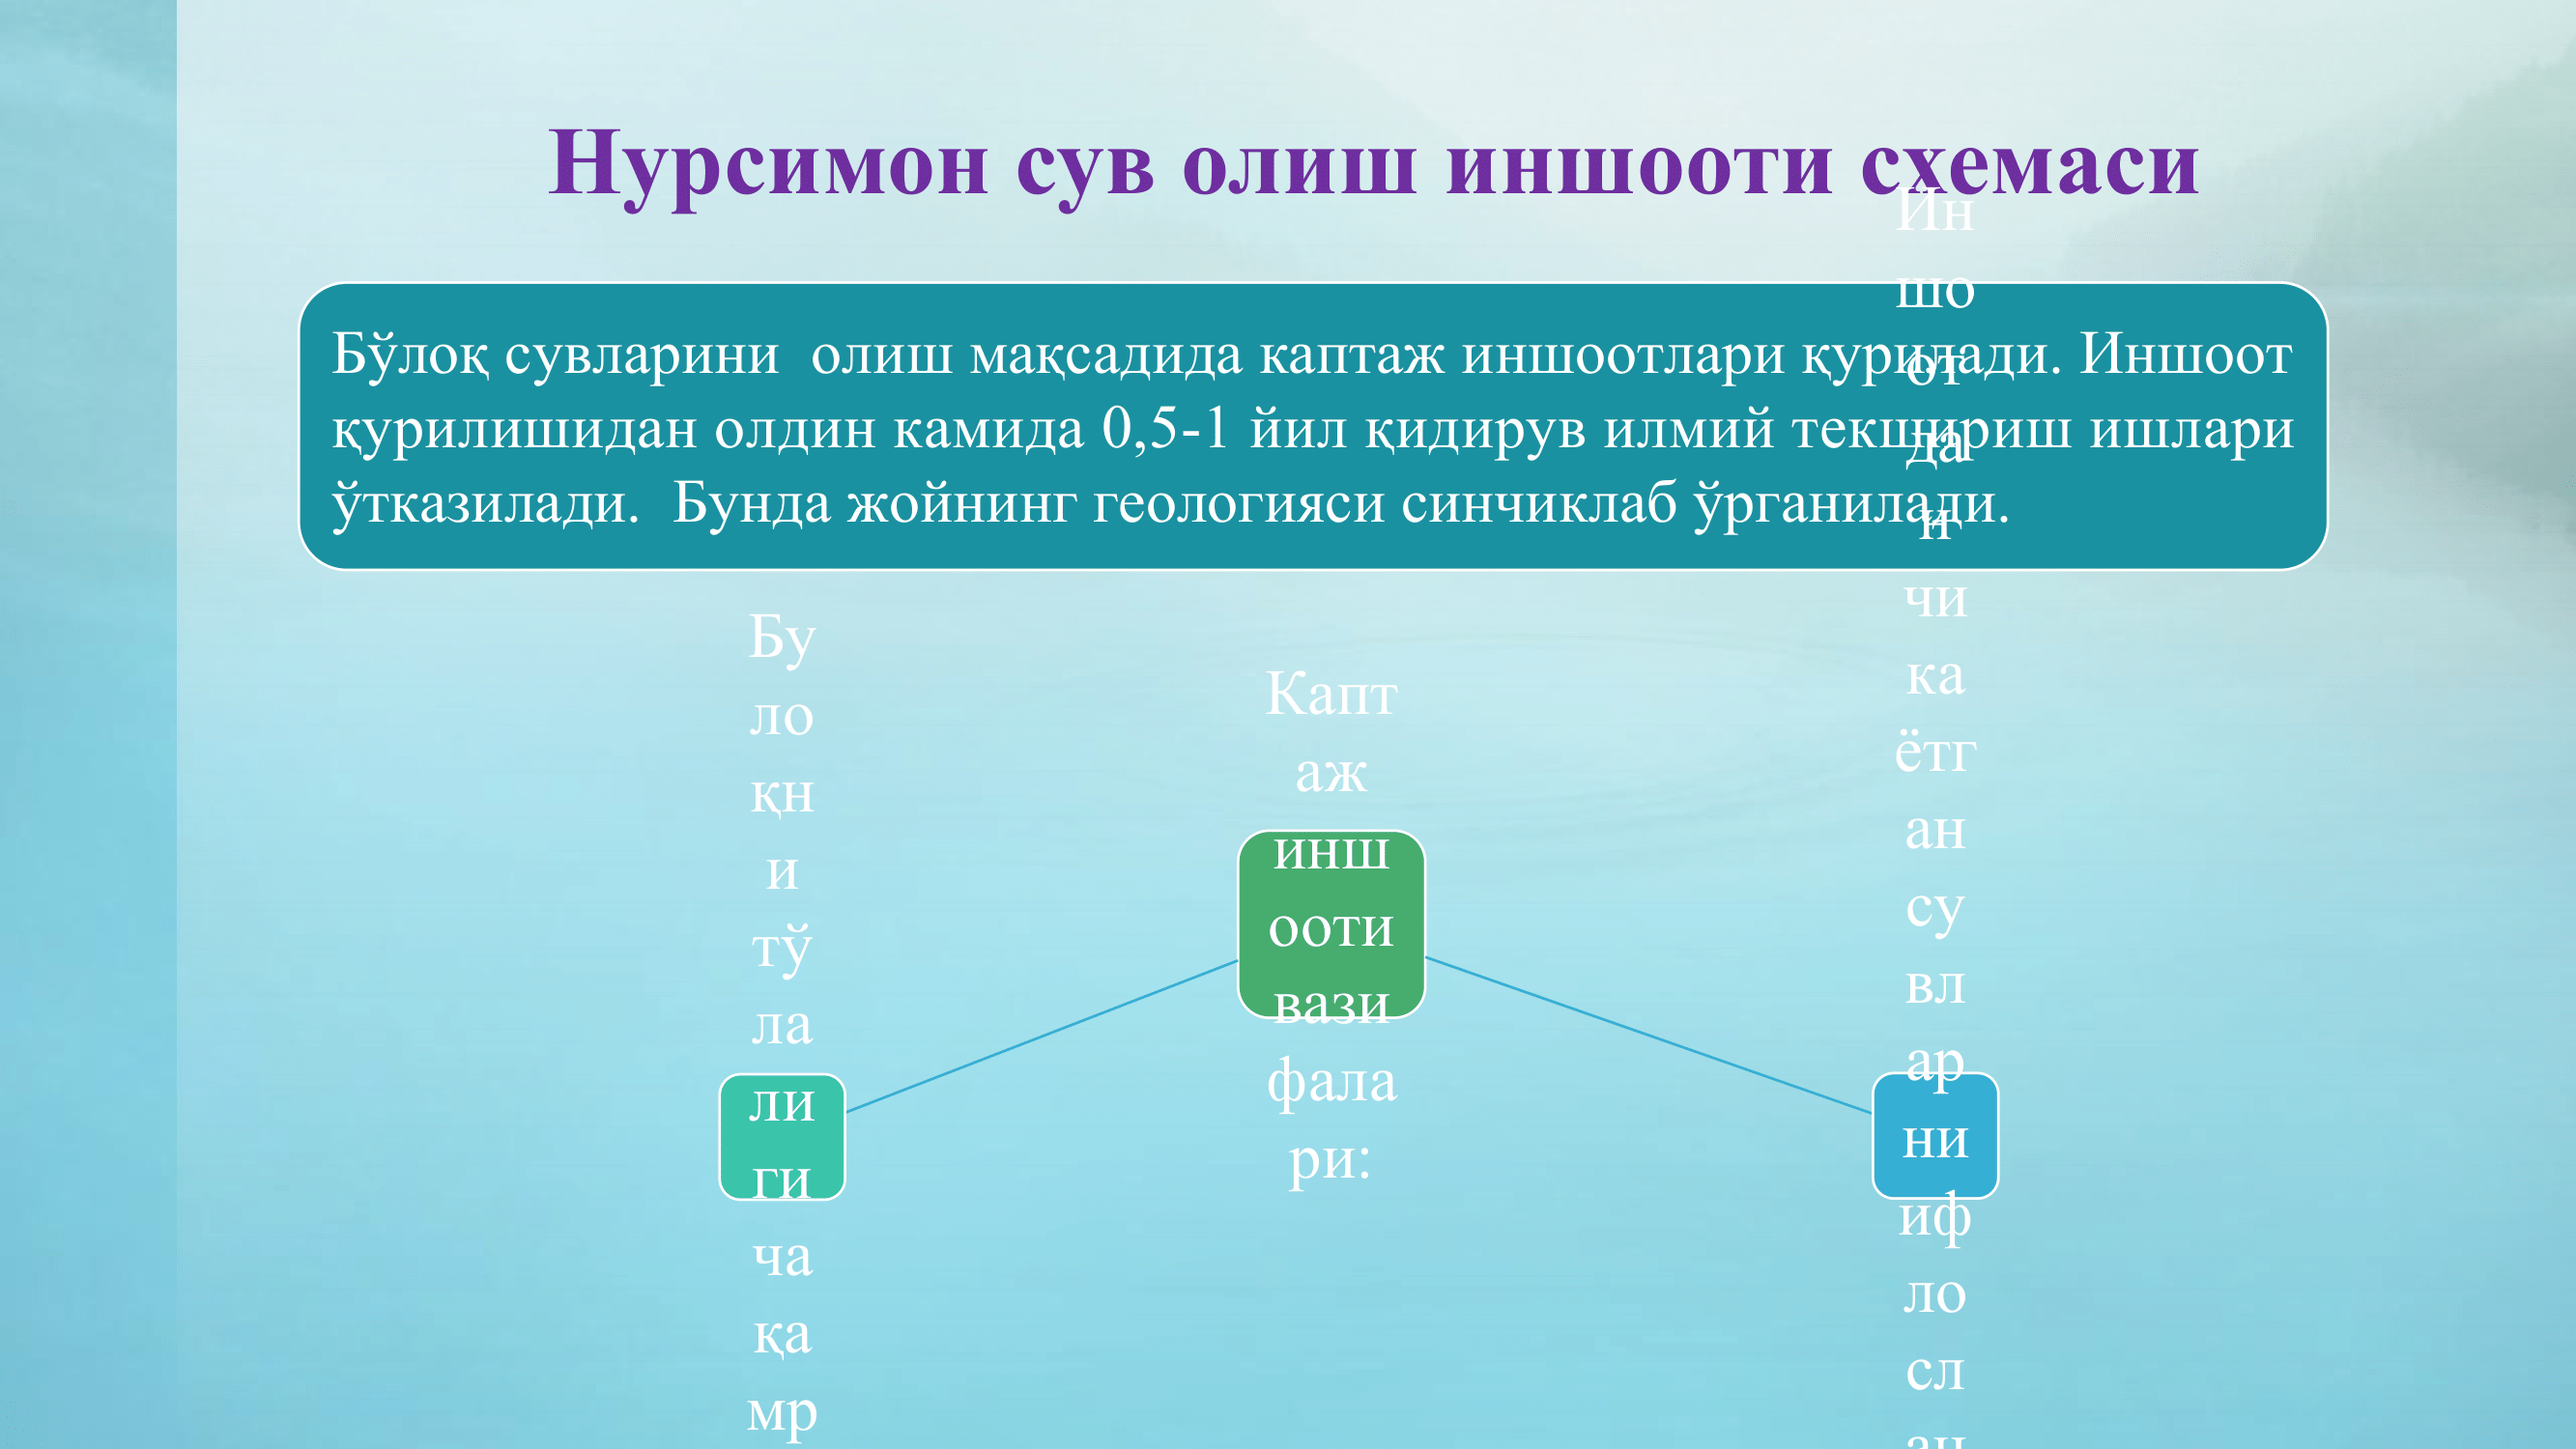 Нурсимон сув олиш иншооти схемаси
Бўлоқ сувларини олиш мақсадида каптаж иншоотлари қурилади. Иншоот
қурилишидан олдин камида 0,5-1 йил қидирув илмий текшириш ишлари
ўтказилади. Бунда жойнинг геологияси синчиклаб ўрганилади.
Бу
ло
қн
и
тў
ла
ли
ги
ча
қа
мр
Капт
аж
инш
ооти
вази
фала
ри:
Ин
шо
от
да
н
чи
ка
ётг
ан
су
вл
ар
ни
иф
ло
сл
ан